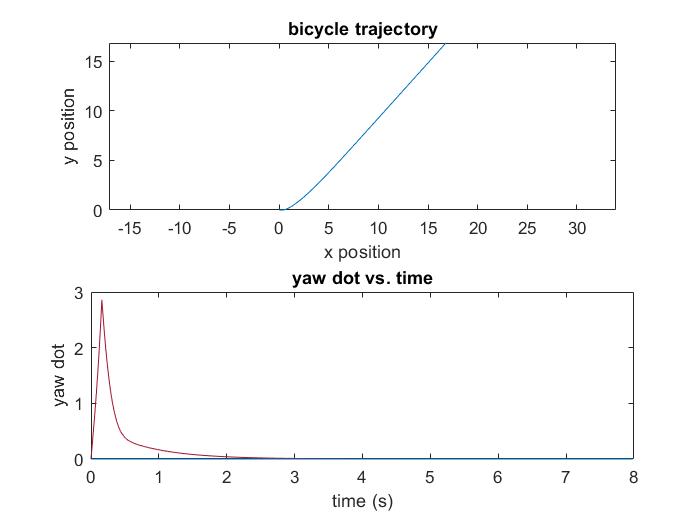 bicycle trajectory
15
10
5
0
y position
-15 -10 -5 0 5 10 15 20 25 30
x position
yaw dot vs. time
3
2
1
0
yaw dot
0 1 2 3 4 5 6 7 8
time (s)